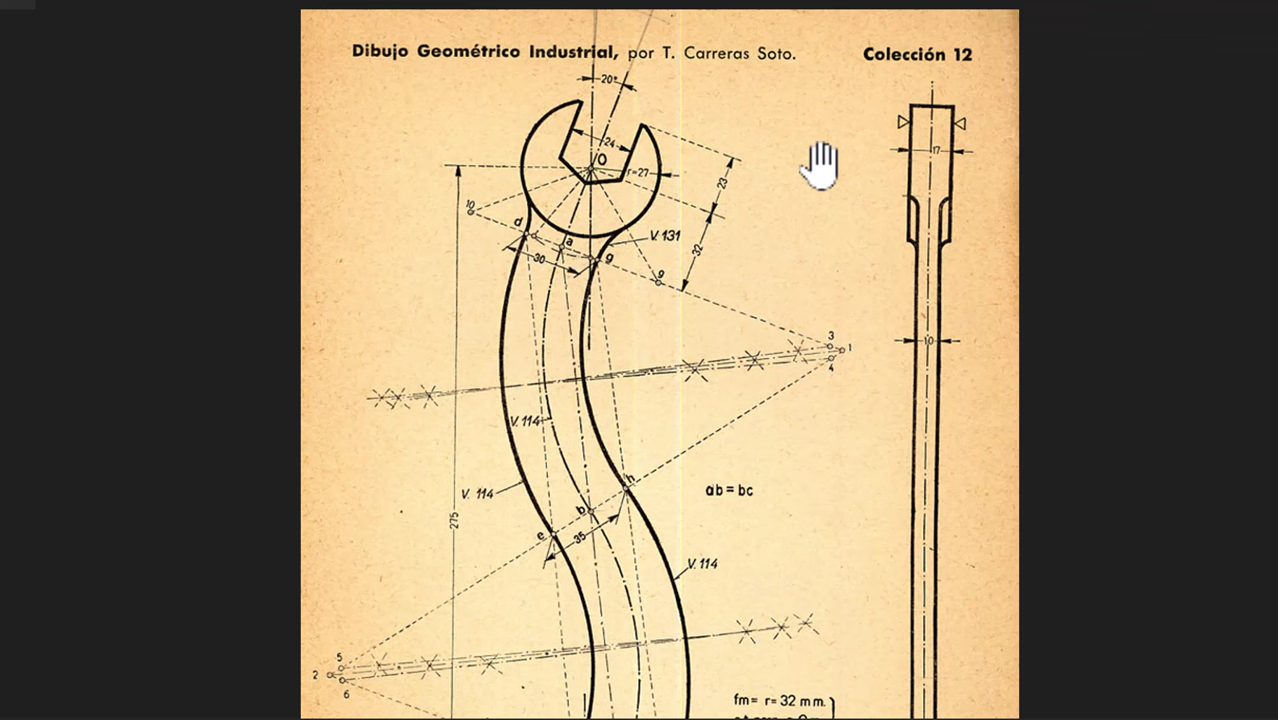 Dibujo Geométrico Industrial, por T. Carreras Soto. Colección 12
20°
24
O
r=27
17
23
10
d
a
V. 131
g
30
32
9
3
1
4
10
V. 114
h
ab = bc
V. 114
b
275
e
35
V. 114
5
2
6
fm = r = 32 mm.